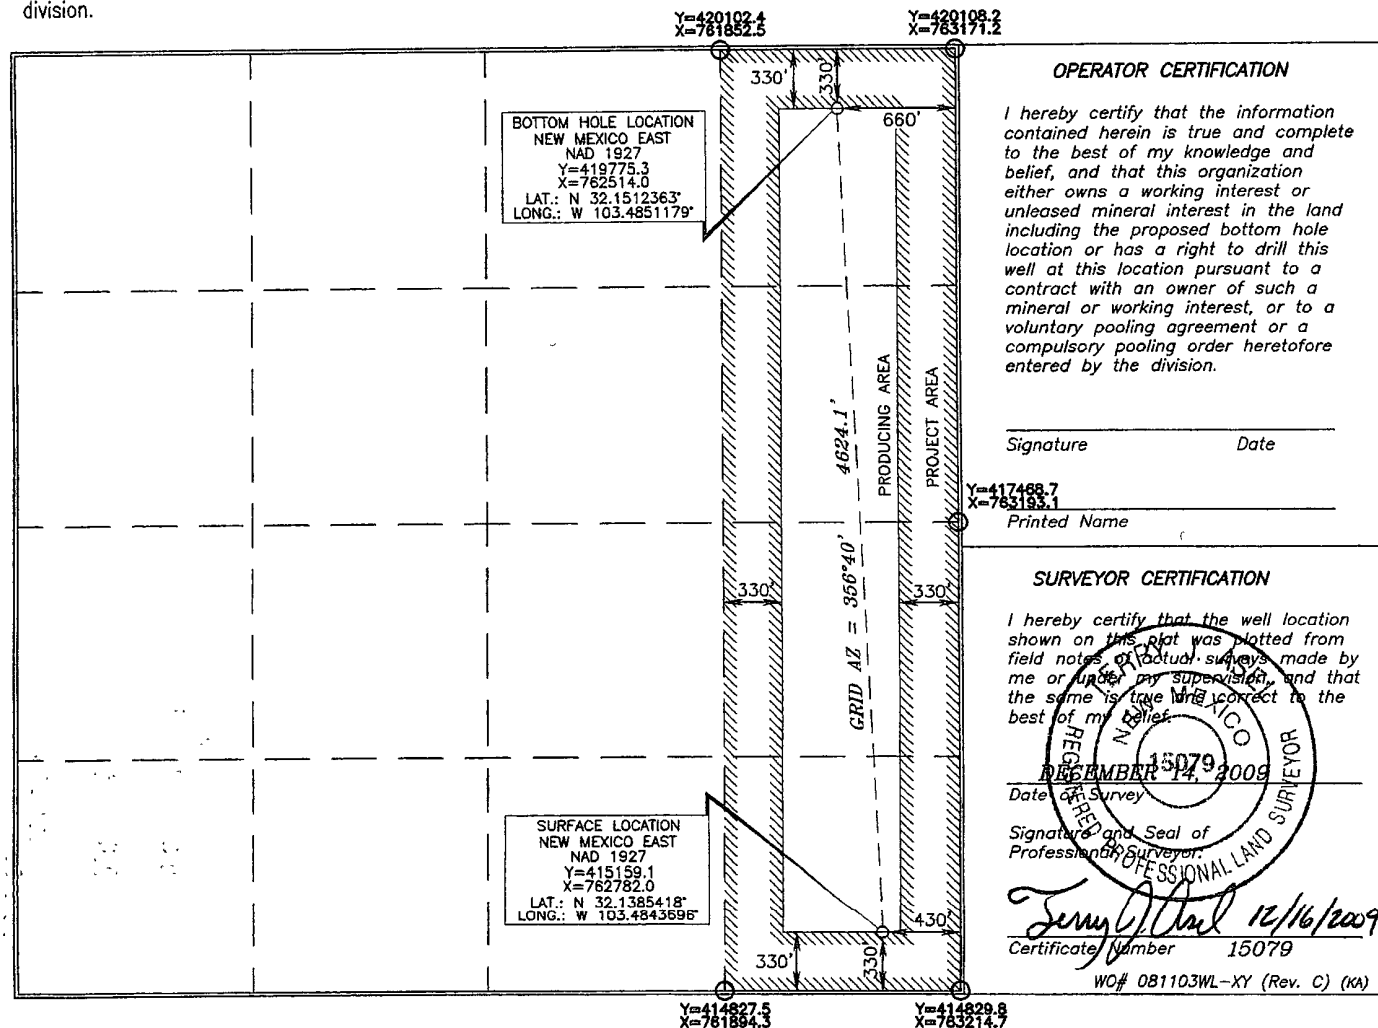 division.
Y=420102.4
X=761852.5
Y=420108.2
X=763171.2
330'
330'
660'
BOTTOM HOLE LOCATION
NEW MEXICO EAST
NAD 1927
Y=419775.3
X=762514.0
LAT.: N 32.1512363°
LONG.: W 103.4851179°
4624.1'
GRID AZ = 356°40'
PRODUCING AREA
PROJECT AREA
Y=417468.7
X=763193.1
330'
330'
SURFACE LOCATION
NEW MEXICO EAST
NAD 1927
Y=415159.1
X=762782.0
LAT.: N 32.1385418°
LONG.: W 103.4843696°
430'
330'
330'
Y=414827.5
X=761894.3
Y=414829.8
X=763214.7
OPERATOR CERTIFICATION
I hereby certify that the information
contained herein is true and complete
to the best of my knowledge and
belief, and that this organization
either owns a working interest or
unleased mineral interest in the land
including the proposed bottom hole
location or has a right to drill this
well at this location pursuant to a
contract with an owner of such a
mineral or working interest, or to a
voluntary pooling agreement or a
compulsory pooling order heretofore
entered by the division.
Signature Date
Printed Name
SURVEYOR CERTIFICATION
I hereby certify that the well location
shown on this plat was plotted from
field notes of actual surveys made by
me or under my supervision, and that
the same is true and correct to the
best of my belief.
TERRY J. ASEL
NEW MEXICO
15079
REGISTERED PROFESSIONAL LAND SURVEYOR
DECEMBER 14, 2009
Date of Survey
Signature and Seal of
Professional Surveyor:
Terry J. Asel 12/16/2009
Certificate Number 15079
WO# 081103WL-XY (Rev. C) (KA)